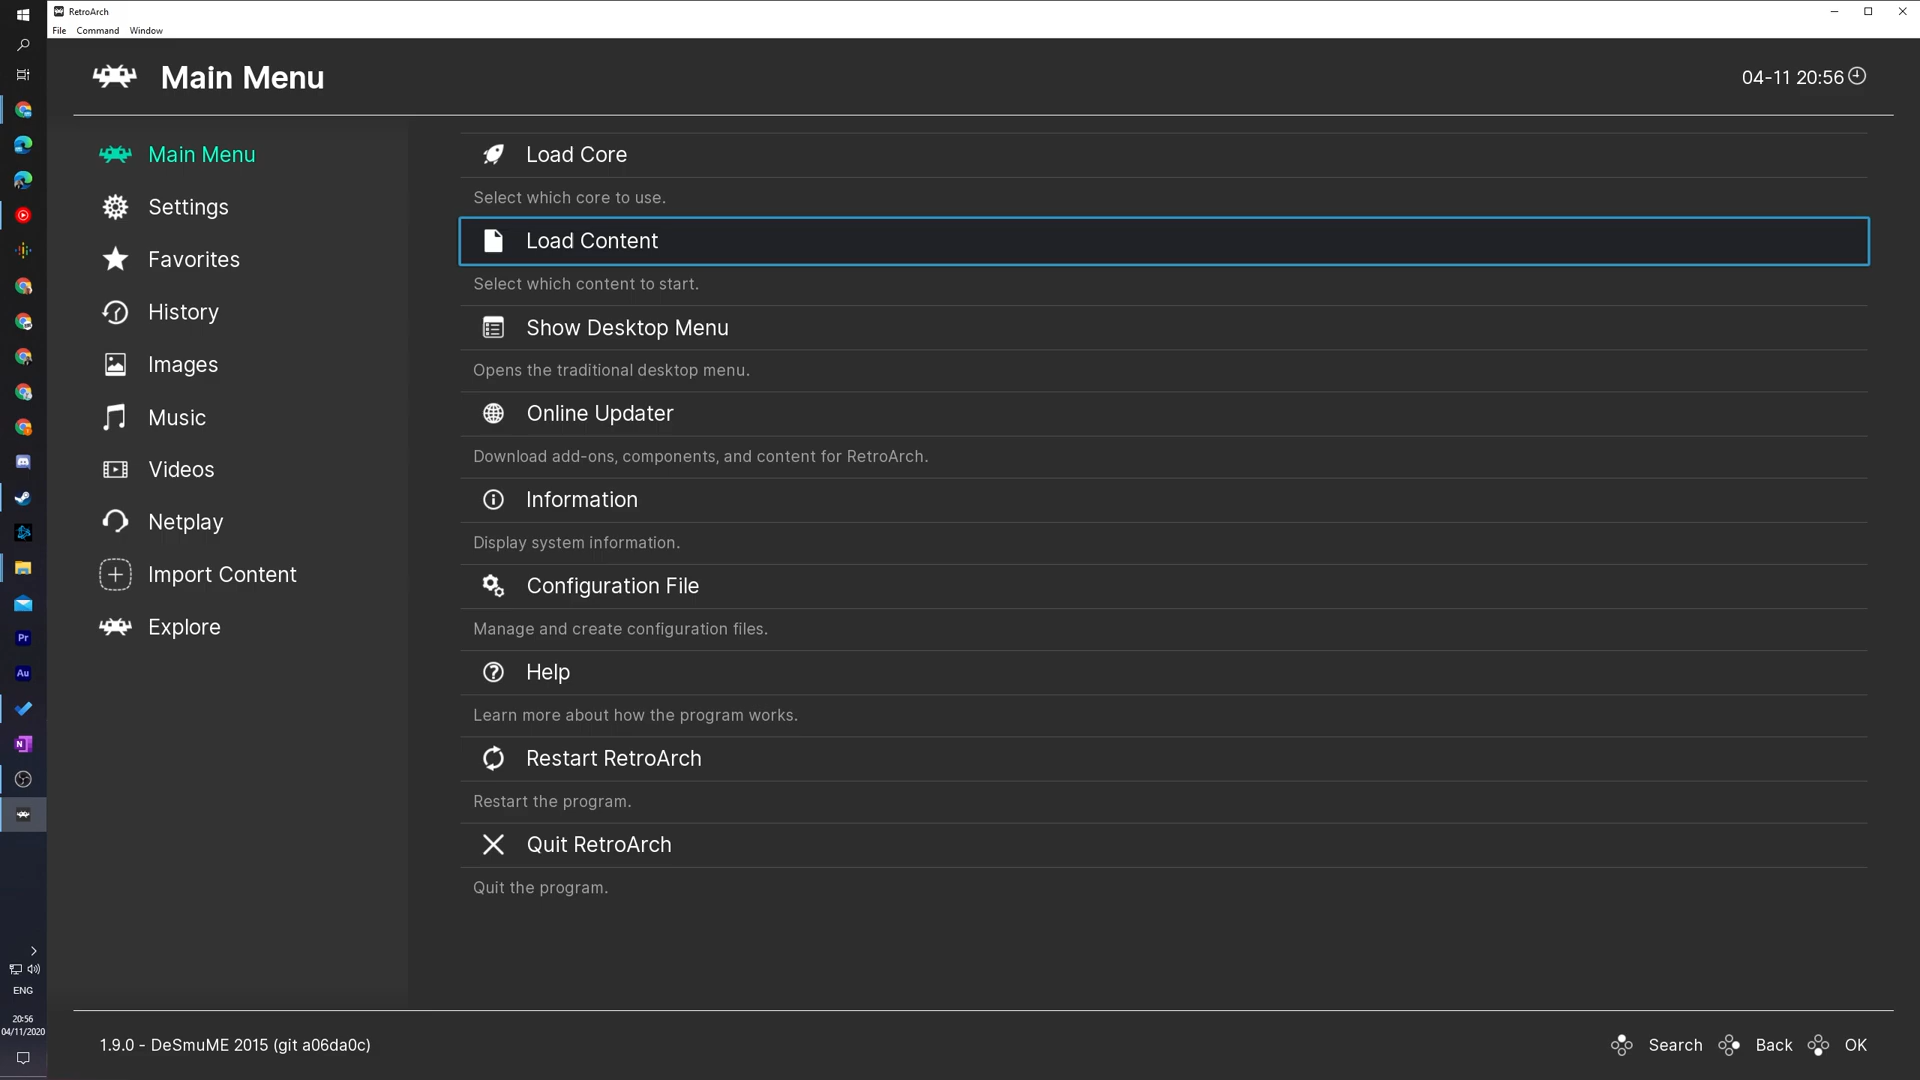 RetroArch
File Command Window
Main Menu
04-11 20:56
Main Menu
Settings
Favorites
History
Images
Music
Videos
Netplay
Import Content
Explore
Load Core
Select which core to use.
Load Content
Select which content to start.
Show Desktop Menu
Opens the traditional desktop menu.
Online Updater
Download add-ons, components, and content for RetroArch.
Information
Display system information.
Configuration File
Manage and create configuration files.
Help
Learn more about how the program works.
Restart RetroArch
Restart the program.
Quit RetroArch
Quit the program.
Pr
Au
N
ENG
20:56
04/11/2020
1.9.0 - DeSmuME 2015 (git a06da0c)
Search Back OK